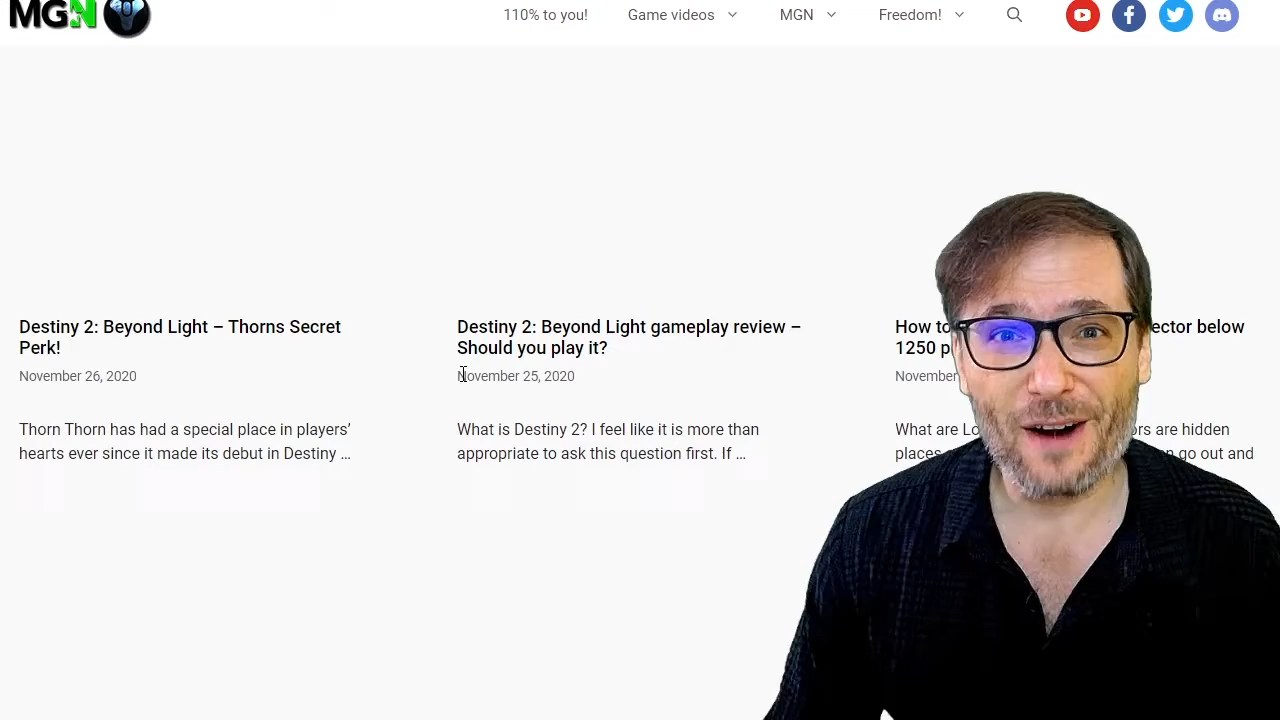 MGN
110% to you!
Game videos
MGN
Freedom!
Destiny 2: Beyond Light – Thorns Secret
Perk!
November 26, 2020
Thorn Thorn has had a special place in players’
hearts ever since it made its debut in Destiny ...
Destiny 2: Beyond Light gameplay review –
Should you play it?
November 25, 2020
What is Destiny 2? I feel like it is more than
appropriate to ask this question first. If ...
How to ector below
1250 p
November
What are Lo rs are hidden
places go out and